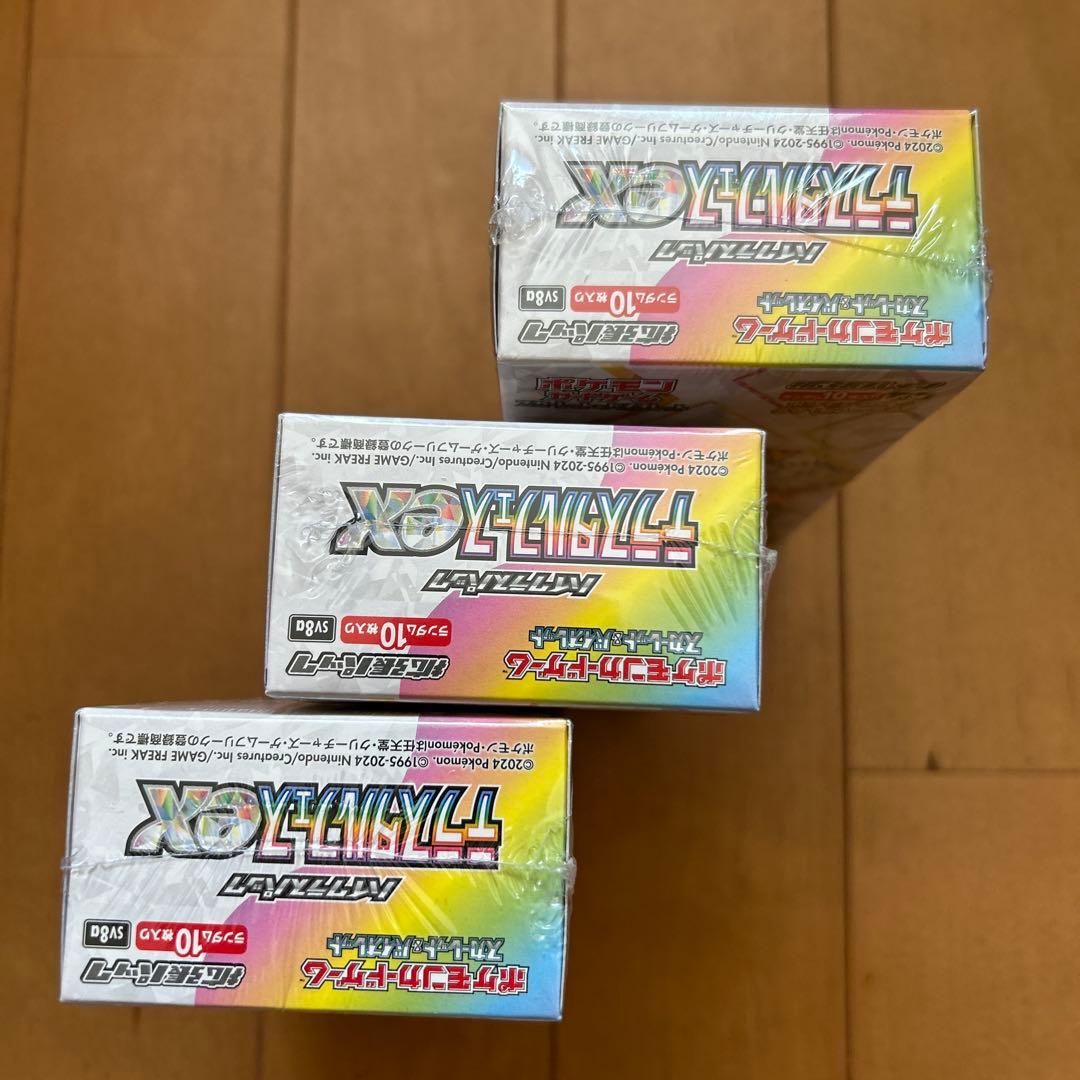 ポケモンカードゲーム
スカーレット&バイオレット
拡張パック
ランダム10枚入り
SV8a
ハイクラスパック
テラスタルフェスex
©2024 Pokémon. ©1995-2024 Nintendo/Creatures Inc./GAME FREAK inc.
ポケモン・Pokémonは任天堂・クリーチャーズ・ゲームフリークの登録商標です。
ポケモンカードゲーム
スカーレット&バイオレット
拡張パック
ランダム10枚入り
SV8a
ハイクラスパック
テラスタルフェスex
©2024 Pokémon. ©1995-2024 Nintendo/Creatures Inc./GAME FREAK inc.
ポケモン・Pokémonは任天堂・クリーチャーズ・ゲームフリークの登録商標です。
ポケモンカードゲーム
スカーレット&バイオレット
拡張パック
ランダム10枚入り
SV8a
ハイクラスパック
テラスタルフェスex
©2024 Pokémon. ©1995-2024 Nintendo/Creatures Inc./GAME FREAK inc.
ポケモン・Pokémonは任天堂・クリーチャーズ・ゲームフリークの登録商標です。